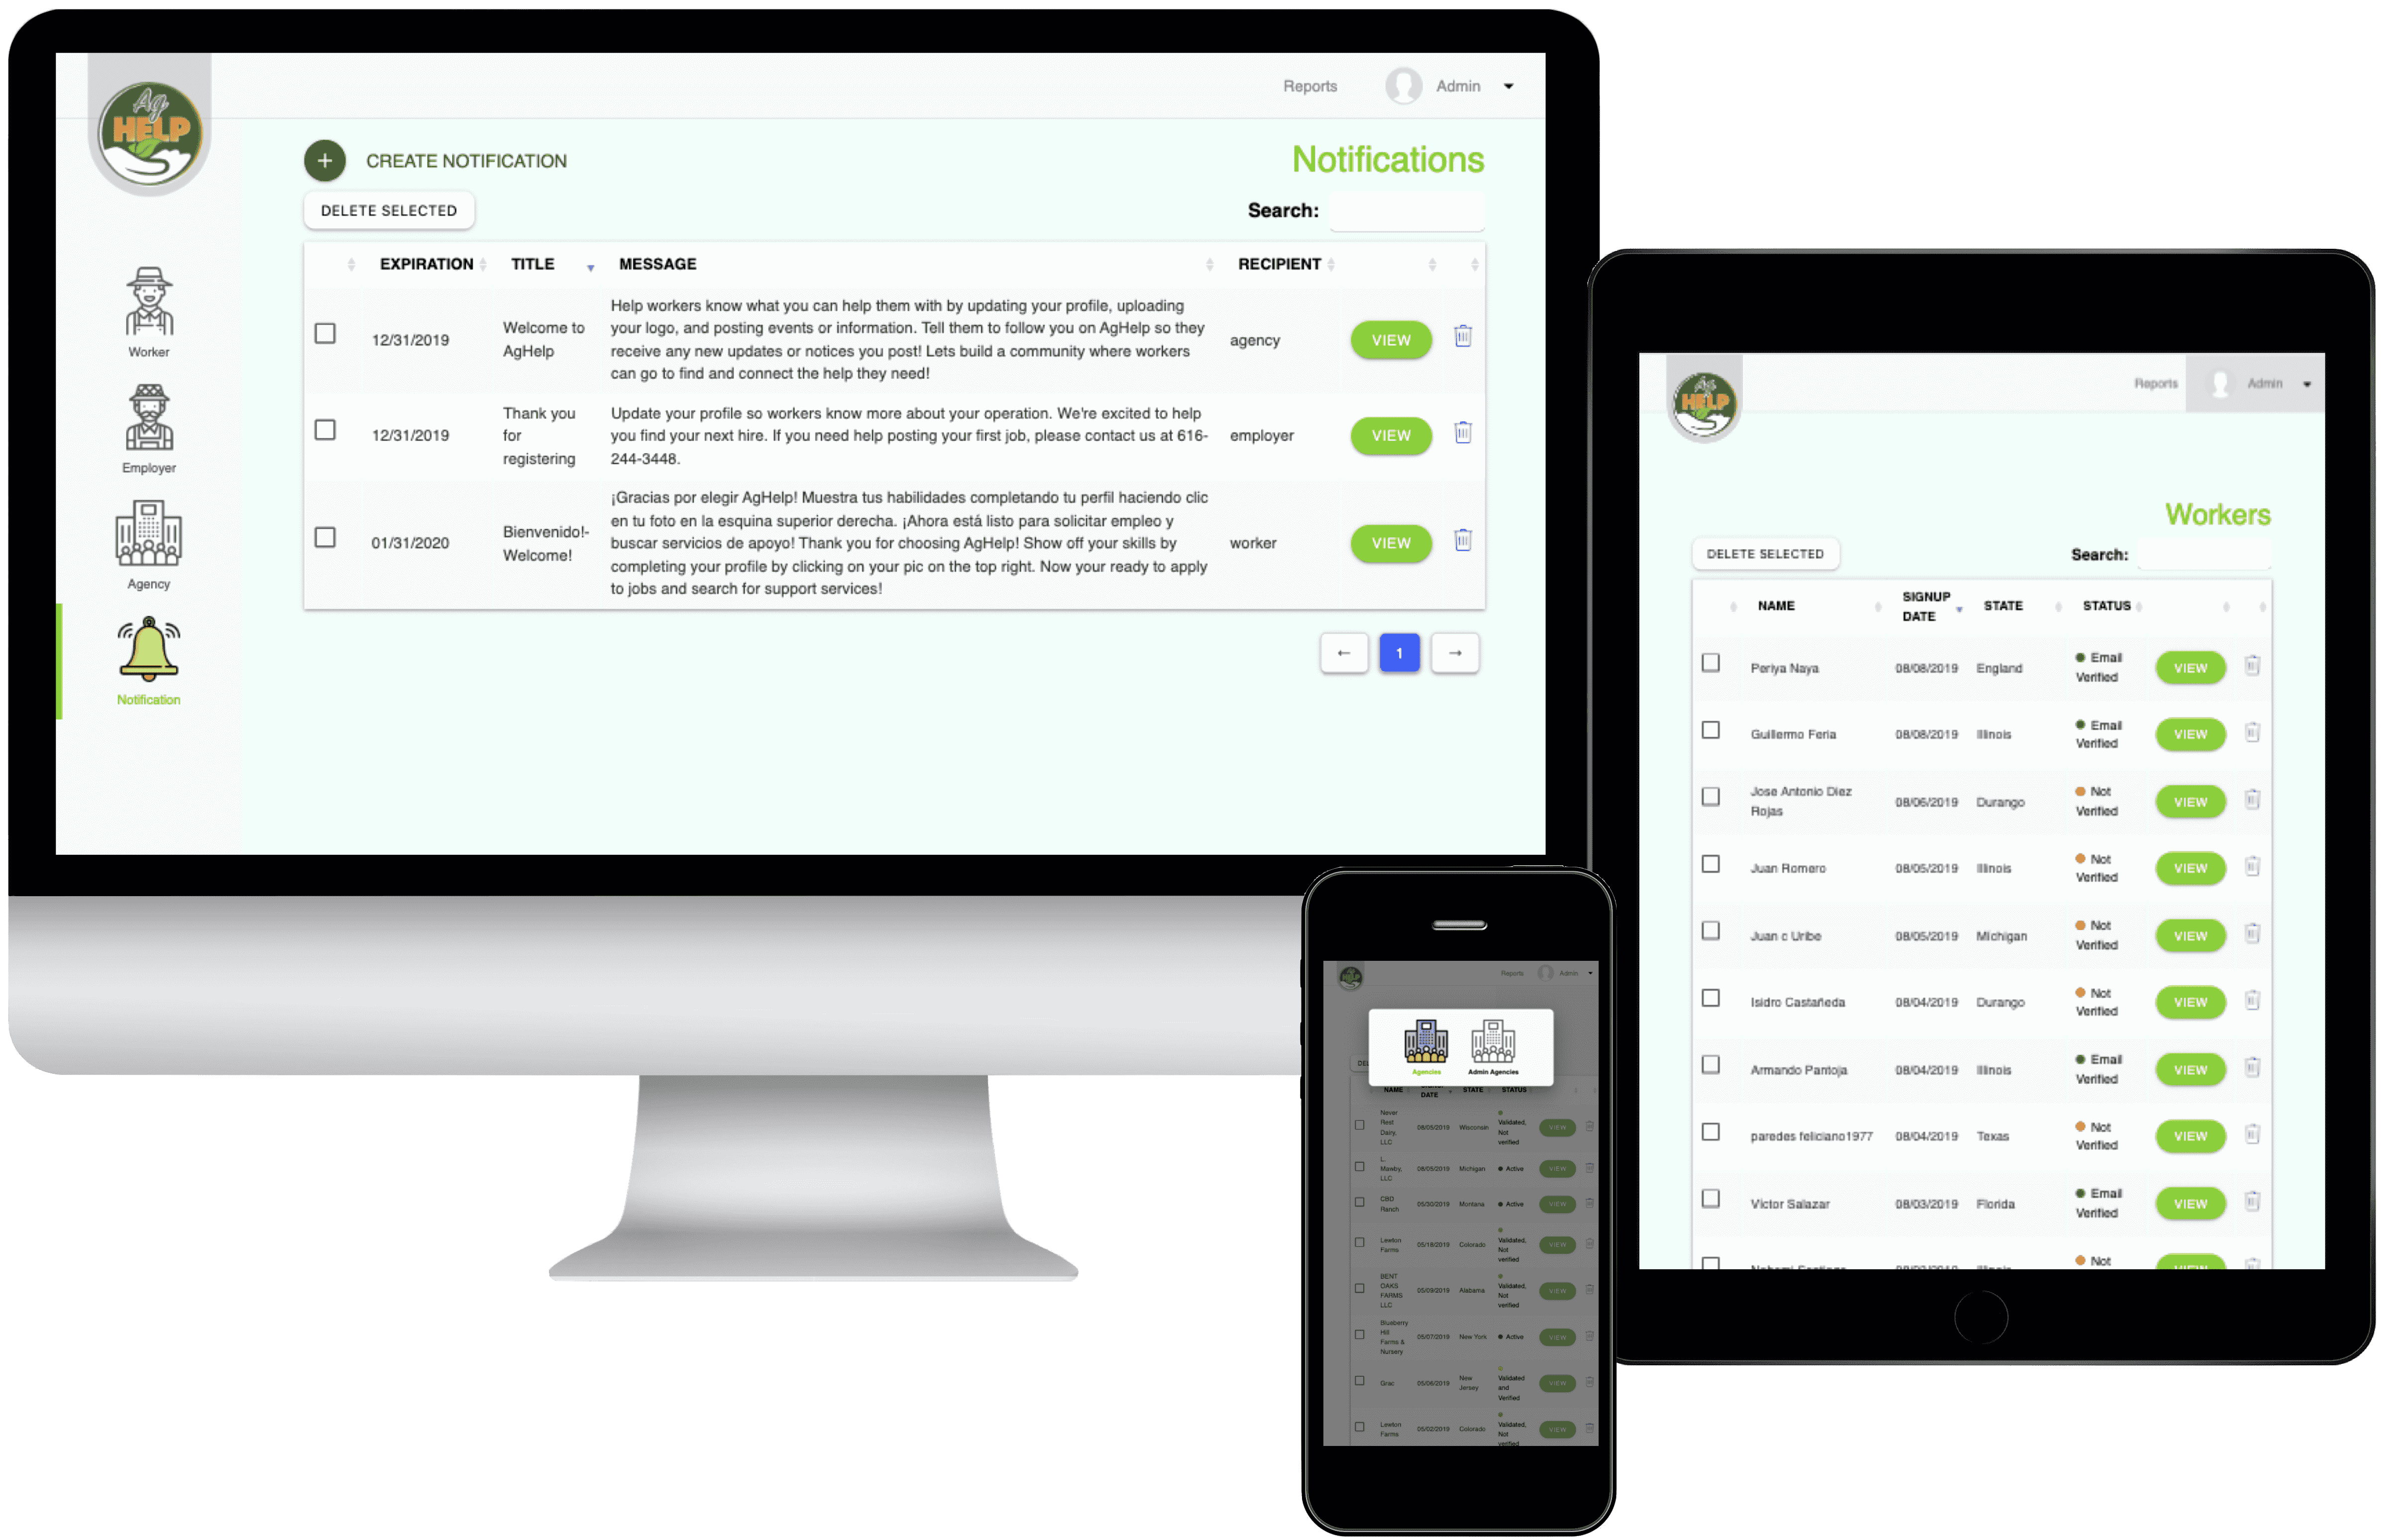 Ag
HELP
Reports
Admin
Worker
Employer
Agency
Notification
+ CREATE NOTIFICATION
Notifications
DELETE SELECTED
Search:
EXPIRATION TITLE MESSAGE RECIPIENT
12/31/2019
Welcome to
AgHelp
Help workers know what you can help them with by updating your profile, uploading
your logo, and posting events or information. Tell them to follow you on AgHelp so they
receive any new updates or notices you post! Lets build a community where workers
can go to find and connect the help they need!
agency
VIEW
12/31/2019
Thank you
for
registering
Update your profile so workers know more about your operation. We're excited to help
you find your next hire. If you need help posting your first job, please contact us at 616-
244-3448.
employer
VIEW
01/31/2020
Bienvenido!-
Welcome!
¡Gracias por elegir AgHelp! Muestra tus habilidades completando tu perfil haciendo clic
en tu foto en la esquina superior derecha. ¡Ahora está listo para solicitar empleo y
buscar servicios de apoyo! Thank you for choosing AgHelp! Show off your skills by
completing your profile by clicking on your pic on the top right. Now your ready to apply
to jobs and search for support services!
worker
VIEW
← 1 →
Ag
HELP
Reports
Admin
Workers
DELETE SELECTED
Search:
NAME
SIGNUP
DATE
STATE
STATUS
Periya Naya 08/08/2019 England
Email
Verified
VIEW
Guillermo Feria 08/08/2019 Illinois
Email
Verified
VIEW
Jose Antonio Diez
Rojas
08/06/2019 Durango
Not
Verified
VIEW
Juan Romero 08/05/2019 Illinois
Not
Verified
VIEW
Juan c Uribe 08/05/2019 Michigan
Not
Verified
VIEW
Isidro Castañeda 08/04/2019 Durango
Not
Verified
VIEW
Armando Pantoja 08/04/2019 Illinois
Email
Verified
VIEW
paredes feliciano1977 08/04/2019 Texas
Not
Verified
VIEW
Victor Salazar 08/03/2019 Florida
Email
Verified
VIEW
Not
Reports
Admin
Agencies
Admin Agencies
NAME
DATE
STATE
STATUS
Never
Rest
Dairy,
LLC
08/05/2019 Wisconsin
Validated,
Not
verified
VIEW
L.
Mawby,
LLC
08/05/2019 Michigan
Active
VIEW
CBD
Ranch
05/30/2019 Montana
Active
VIEW
Leeton
Farms
05/18/2019 Colorado
Validated,
Not
verified
VIEW
BENT
OAKS
FARMS
LLC
05/09/2019 Alabama
Validated,
Not
verified
VIEW
Blueberry
Hill
Farms &
Nursery
05/07/2019 New York
Active
VIEW
Grac
05/06/2019
New
Jersey
Validated
and
Verified
VIEW
Leeton
Farms
05/02/2019 Colorado
Validated,
Not
verified
VIEW